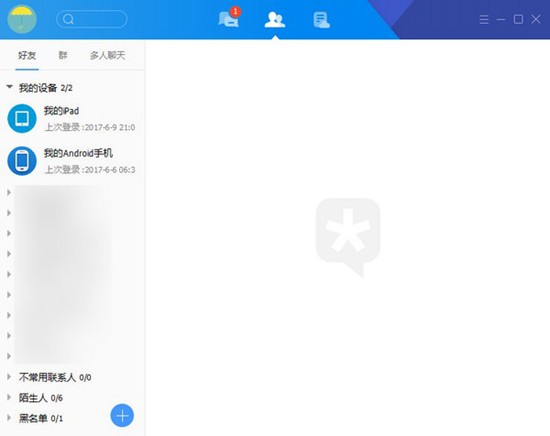 1
好友 群 多人聊天
我的设备 2/2
我的iPad
上次登录 :2017-6-9 21:0
我的Android手机
上次登录 :2017-6-6 06:3
不常用联系人 0/0
陌生人 0/6
黑名单 0/1